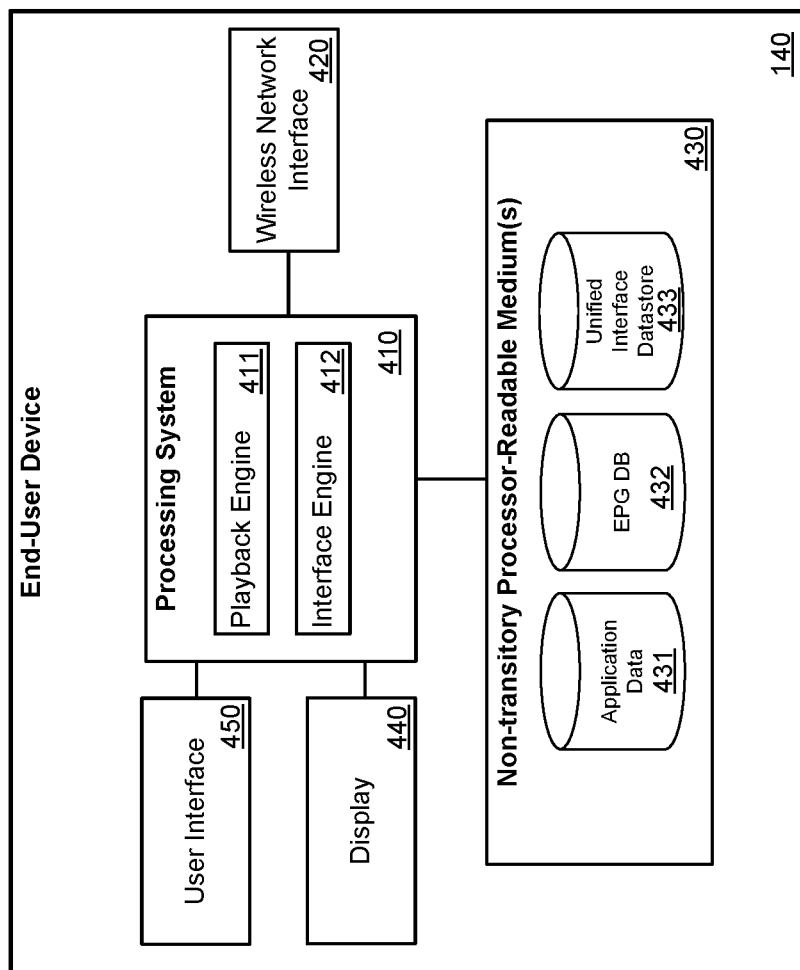 End-User Device
User Interface
450
Display
440
Processing System
Playback Engine
411
Interface Engine
412
410
Wireless Network
Interface
420
Non-transitory Processor-Readable Medium(s)
Application
Data
431
EPG DB
432
Unified
Interface
Datastore
433
430
140